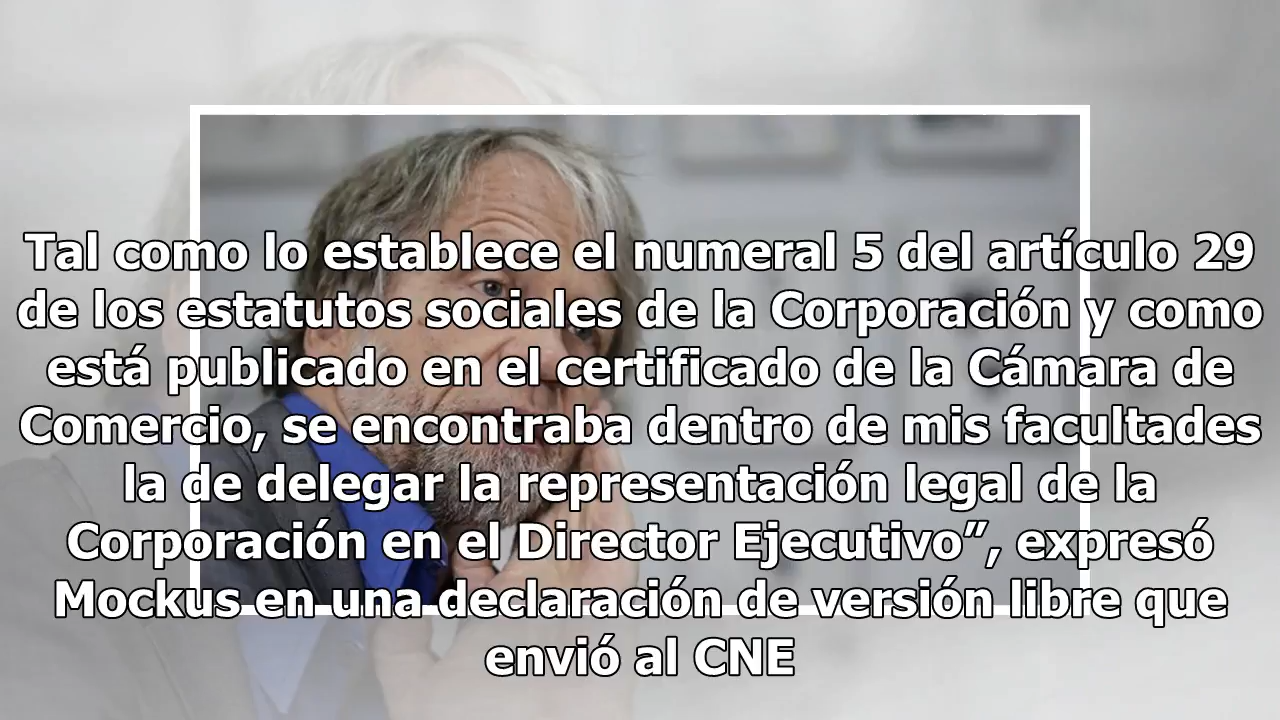 Tal como lo establece el numeral 5 del artículo 29
de los estatutos sociales de la Corporación y como
está publicado en el certificado de la Cámara de
Comercio, se encontraba dentro de mis facultades
la de delegar la representación legal de la
Corporación en el Director Ejecutivo”, expresó
Mockus en una declaración de versión libre que
envió al CNE